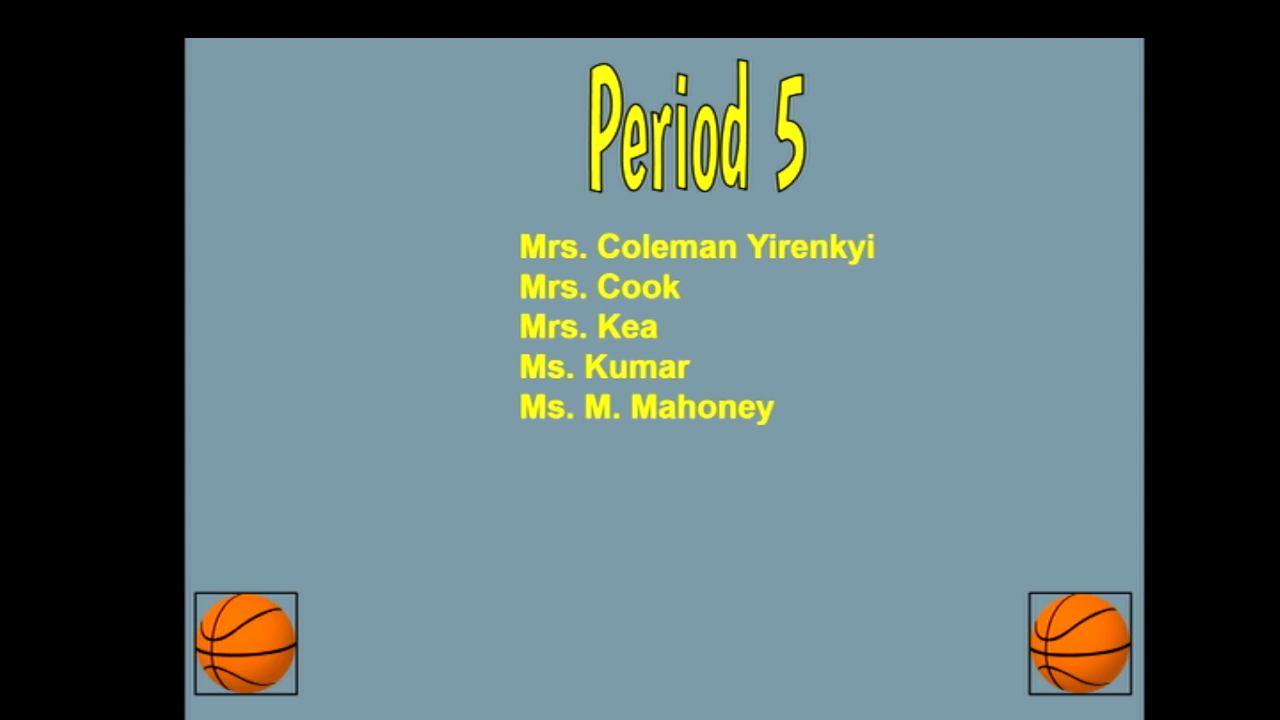 Period 5
Mrs. Coleman Yirenkyi
Mrs. Cook
Mrs. Kea
Ms. Kumar
Ms. M. Mahoney